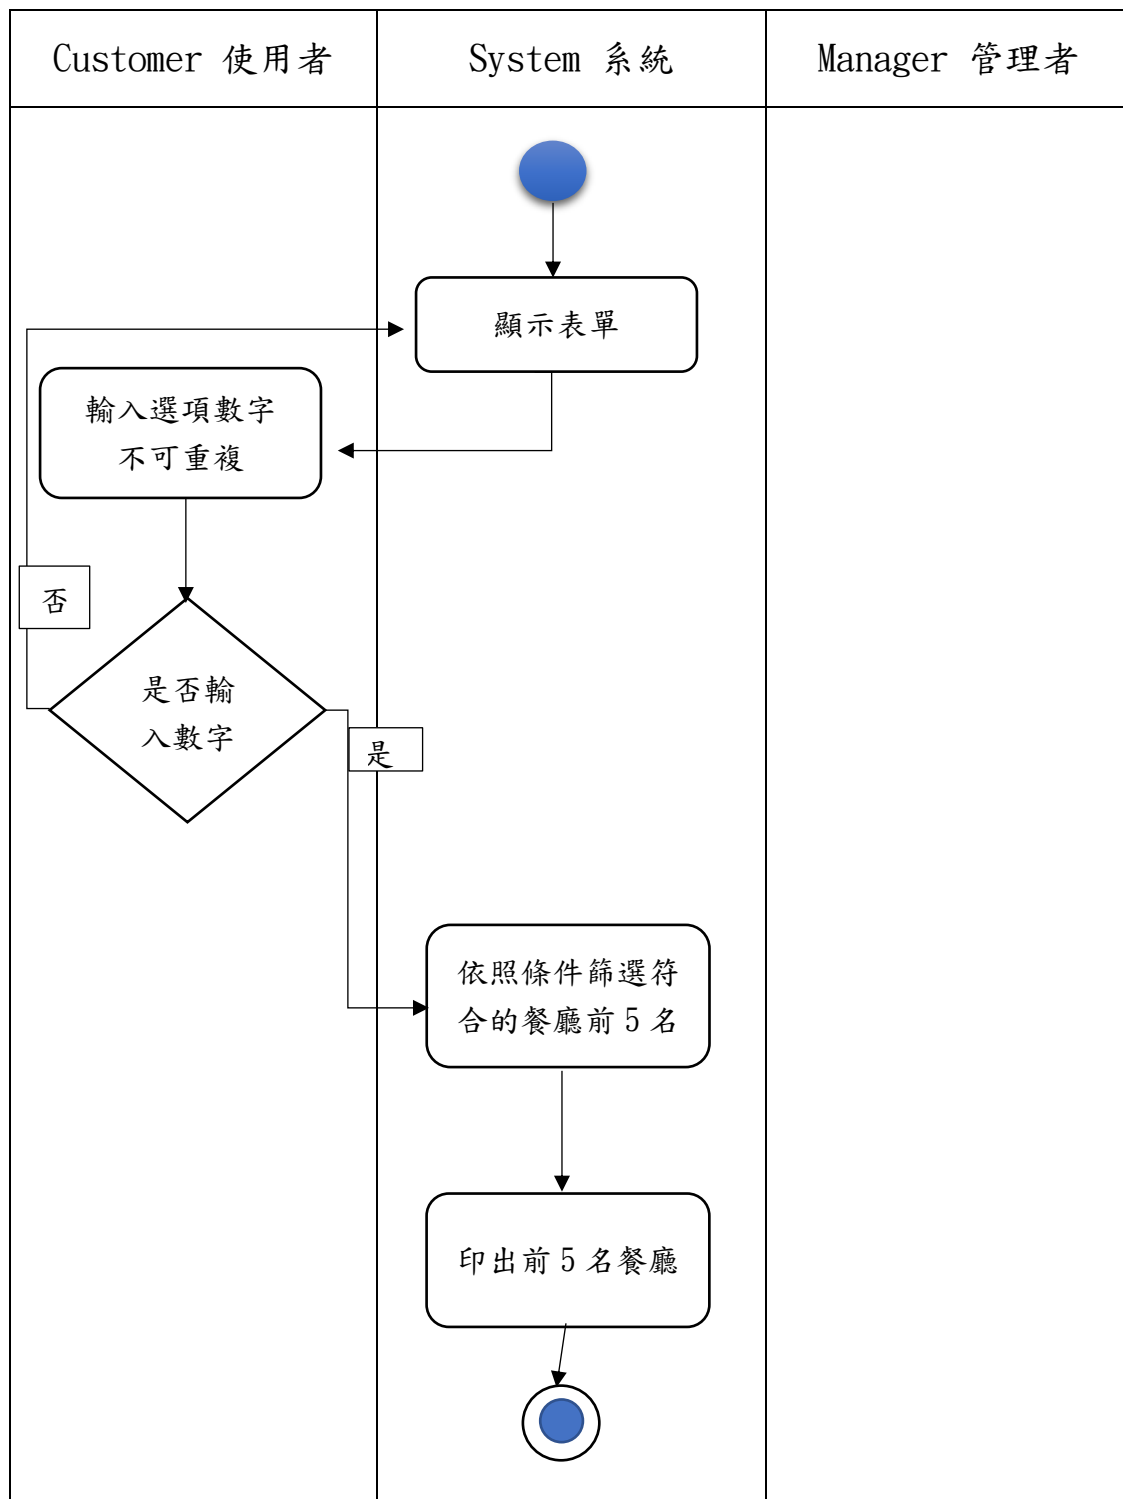 Customer 使用者
System 系統
Manager 管理者
顯示表單
輸入選項數字
不可重複
否
是否輸
入數字
是
依照條件篩選符
合的餐廳前5名
印出前5名餐廳